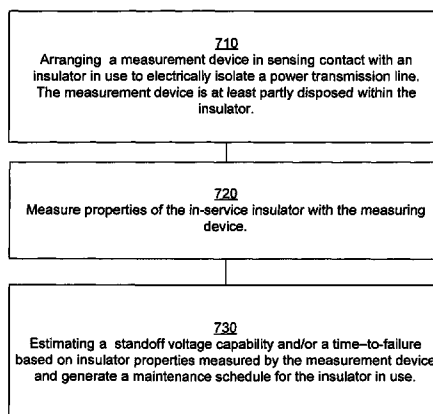 710
Arranging a measurement device in sensing contact with an
insulator in use to electrically isolate a power transmission line.
The measurement device is at least partly disposed within the
insulator.
720
Measure properties of the in-service insulator with the measuring
device.
730
Estimating a standoff voltage capability and/or a time–to-failure
based on insulator properties measured by the measurement device
and generate a maintenance schedule for the insulator in use.